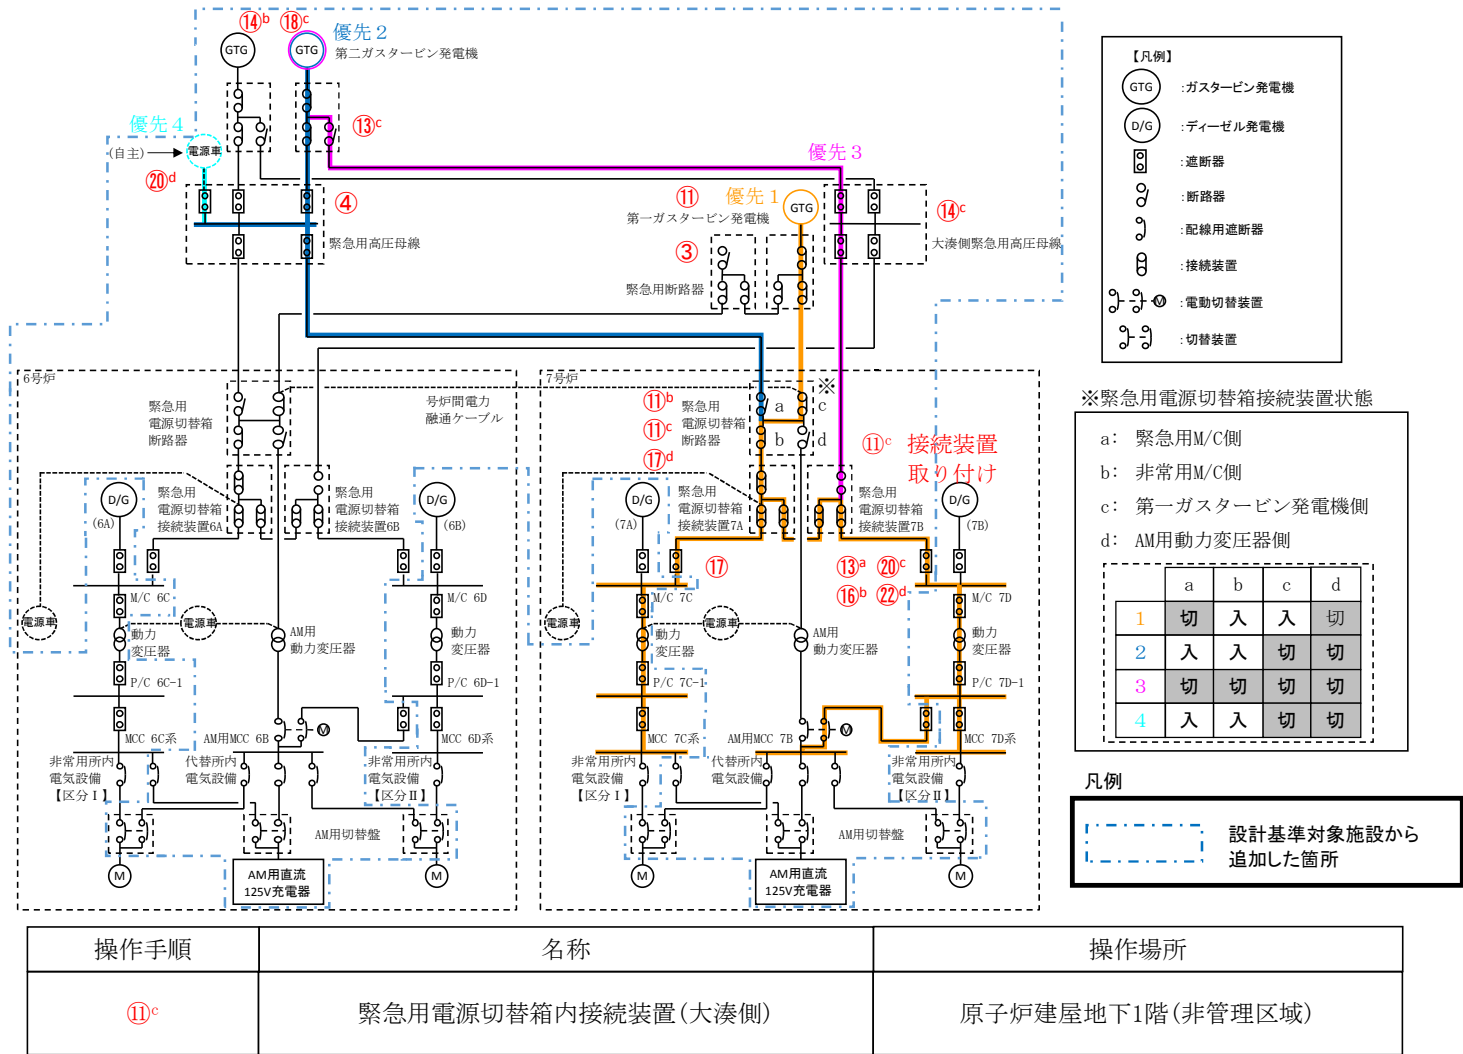 ⑭b
⑱c
GTG
GTG
優先２
第二ガスタービン発電機
⑬c
優先４
(自主)
電源車
⑳d
④
緊急用高圧母線
優先３
⑪
優先１
第一ガスタービン発電機
GTG
⑭c
大湊側緊急用高圧母線
③
緊急用断路器
【凡例】
GTG
:ガスタービン発電機
D/G
:ディーゼル発電機
:遮断器
:断路器
:配線用遮断器
:接続装置
M
:電動切替装置
:切替装置
6号炉
緊急用
電源切替箱
断路器
号炉間電力
融通ケーブル
D/G
(6A)
緊急用
電源切替箱
接続装置6A
緊急用
電源切替箱
接続装置6B
D/G
(6B)
M/C 6C
M/C 6D
電源車
電源車
動力
変圧器
AM用
動力変圧器
動力
変圧器
P/C 6C-1
P/C 6D-1
M
MCC 6C系
AM用MCC 6B
MCC 6D系
非常用所内
電気設備
【区分Ⅰ】
代替所内
電気設備
非常用所内
電気設備
【区分Ⅱ】
AM用切替盤
M
AM用直流
125V充電器
M
7号炉
⑪b
⑪c
⑰d
緊急用
電源切替箱
断路器
※
a
c
b
d
⑪c 接続装置
取り付け
D/G
(7A)
緊急用
電源切替箱
接続装置7A
緊急用
電源切替箱
接続装置7B
D/G
(7B)
⑰
⑬a
⑳c
⑯b
㉒d
M/C 7C
M/C 7D
電源車
電源車
動力
変圧器
AM用
動力変圧器
動力
変圧器
P/C 7C-1
P/C 7D-1
M
MCC 7C系
AM用MCC 7B
MCC 7D系
非常用所内
電気設備
【区分Ⅰ】
代替所内
電気設備
非常用所内
電気設備
【区分Ⅱ】
AM用切替盤
M
AM用直流
125V充電器
M
※緊急用電源切替箱接続装置状態
a: 緊急用M/C側
b: 非常用M/C側
c: 第一ガスタービン発電機側
d: AM用動力変圧器側
a b c d
1 切 入 入 切
2 入 入 切 切
3 切 切 切 切
4 入 入 切 切
凡例
設計基準対象施設から
追加した箇所
操作手順 名称 操作場所
⑪c 緊急用電源切替箱内接続装置(大湊側) 原子炉建屋地下1階(非管理区域)